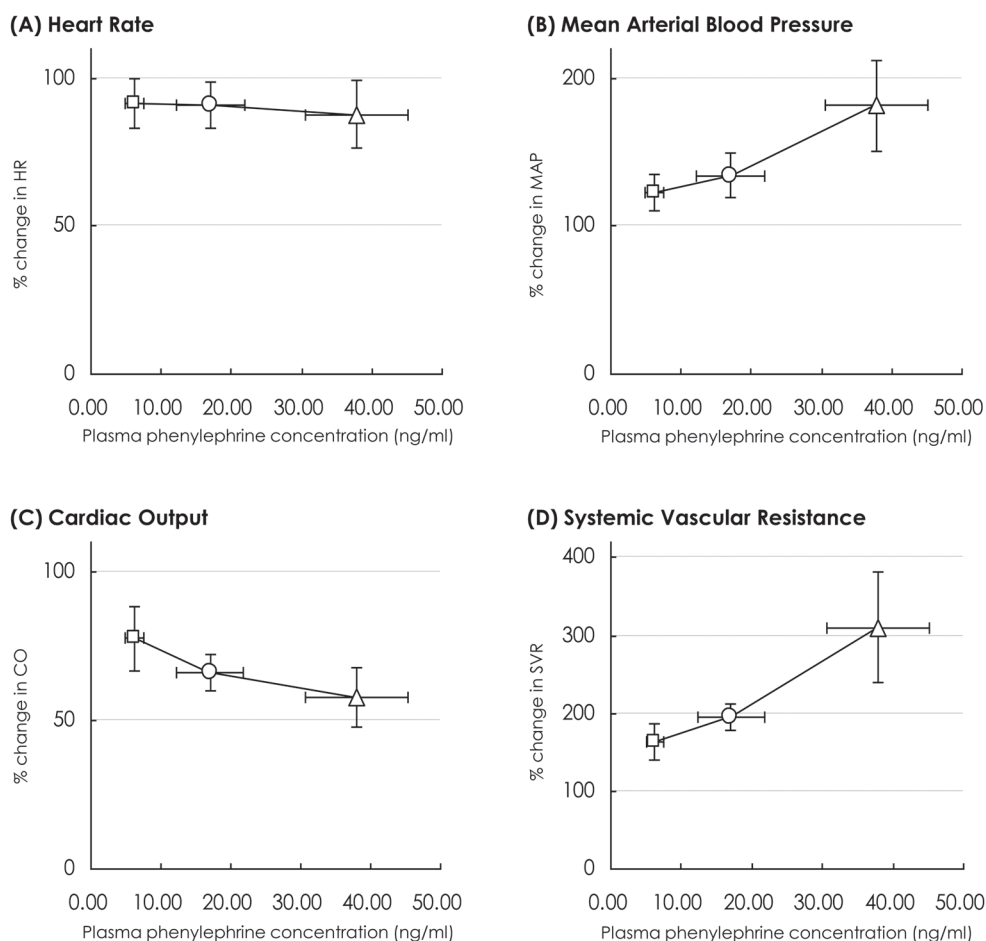 (A) Heart Rate
100
50
0
% change in HR
0.00 10.00 20.00 30.00 40.00 50.00
Plasma phenylephrine concentration (ng/ml)
(B) Mean Arterial Blood Pressure
200
100
0
% change in MAP
0.00 10.00 20.00 30.00 40.00 50.00
Plasma phenylephrine concentration (ng/ml)
(C) Cardiac Output
100
50
0
% change in CO
0.00 10.00 20.00 30.00 40.00 50.00
Plasma phenylephrine concentration (ng/ml)
(D) Systemic Vascular Resistance
400
300
200
100
0
% change in SVR
0.00 10.00 20.00 30.00 40.00 50.00
Plasma phenylephrine concentration (ng/ml)